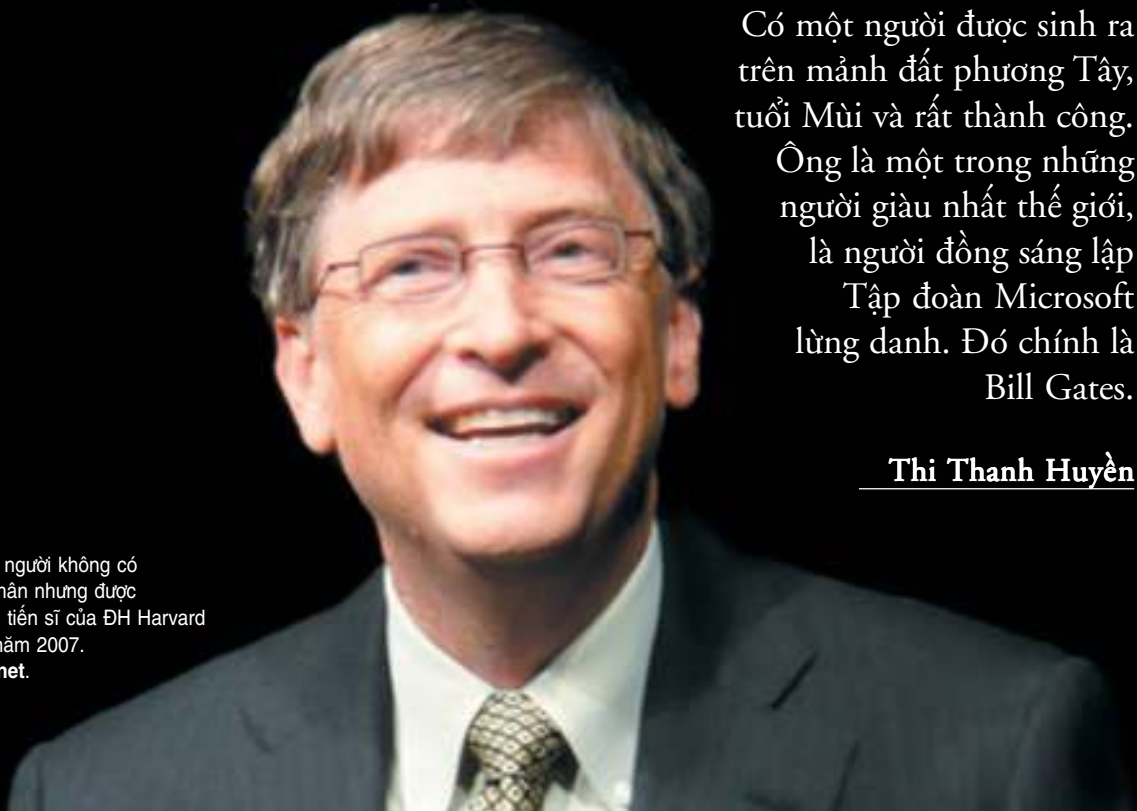 Có một người được sinh ra
trên mảnh đất phương Tây,
tuổi Mùi và rất thành công.
Ông là một trong những
người giàu nhất thế giới,
là người đồng sáng lập
Tập đoàn Microsoft
lừng danh. Đó chính là
Bill Gates.
Thi Thanh Huyền
người không có
nhưng được
tiến sĩ của ĐH Harvard
năm 2007.